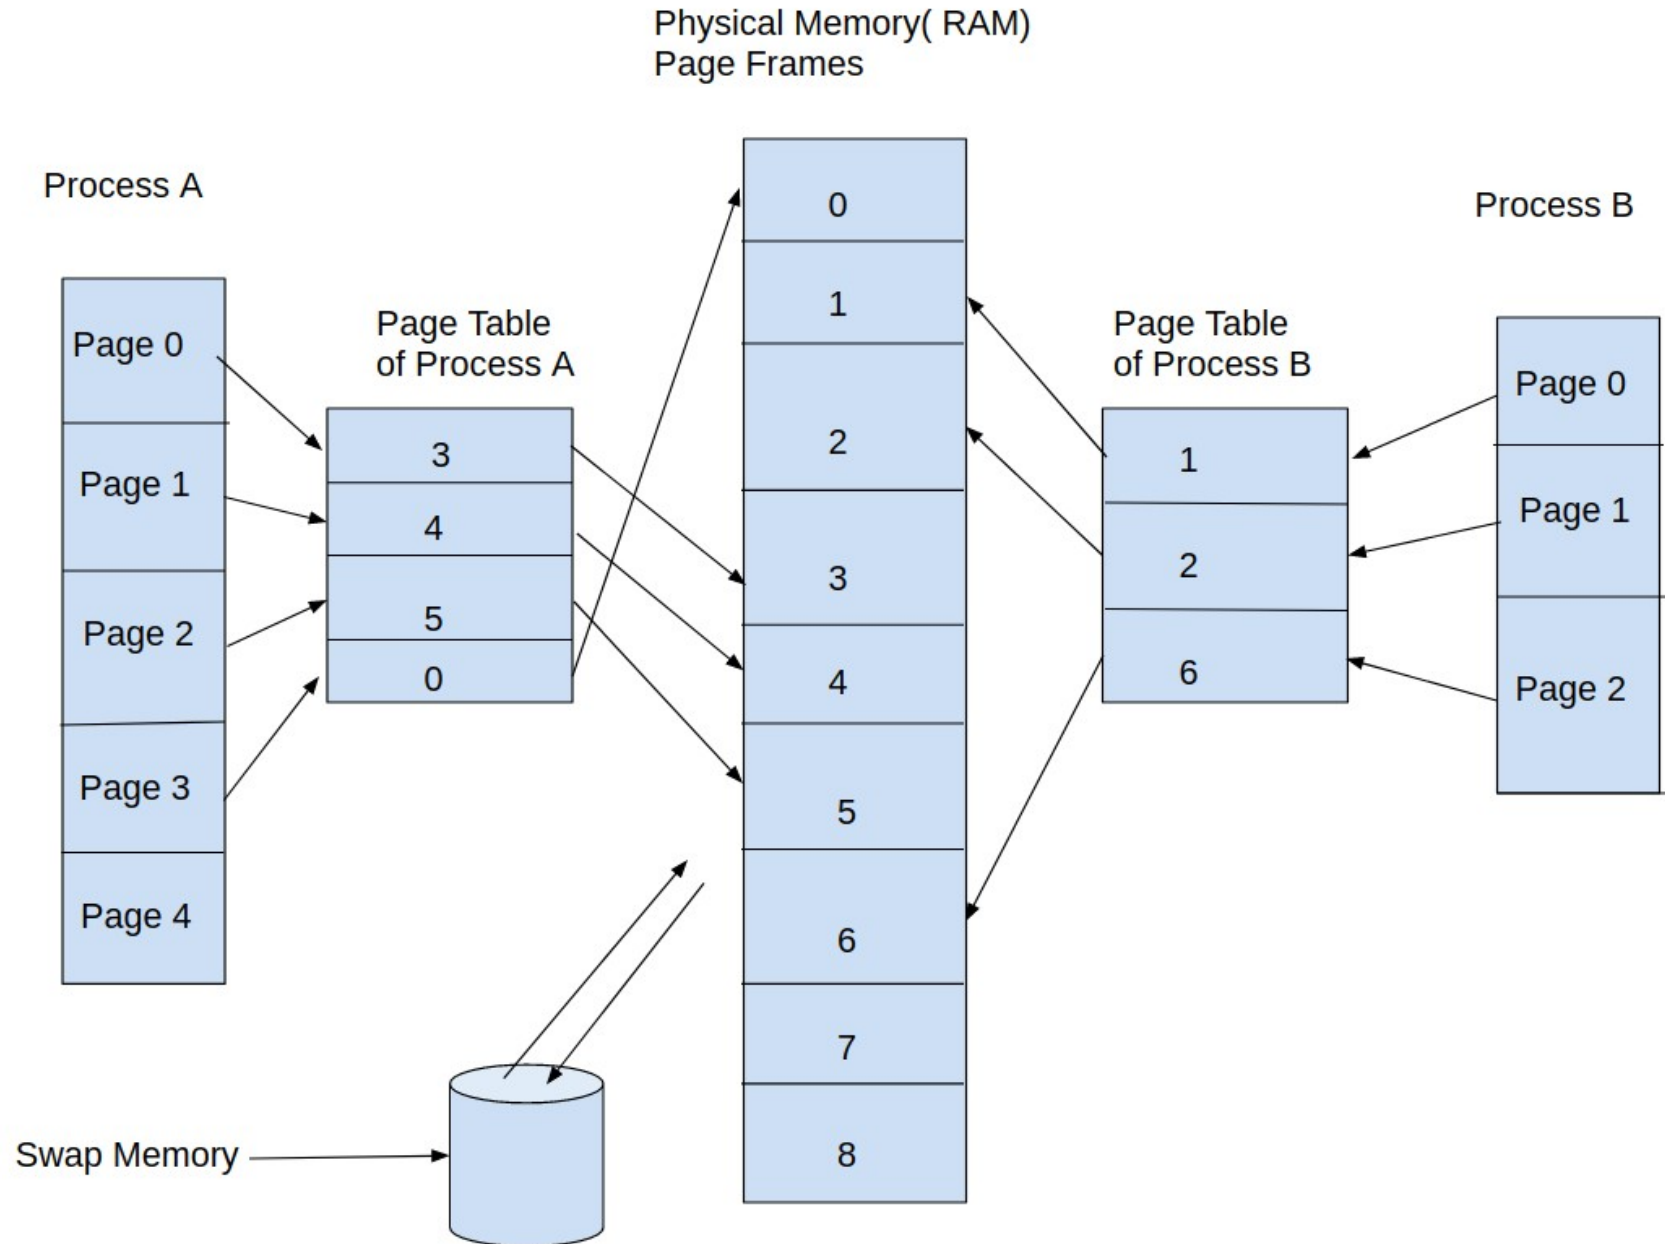 Physical Memory( RAM)
Page Frames
Process A
Page 0
Page 1
Page 2
Page 3
Page 4
Page Table
of Process A
3
4
5
0
0
1
2
3
4
5
6
7
8
Page Table
of Process B
1
2
6
Process B
Page 0
Page 1
Page 2
Swap Memory